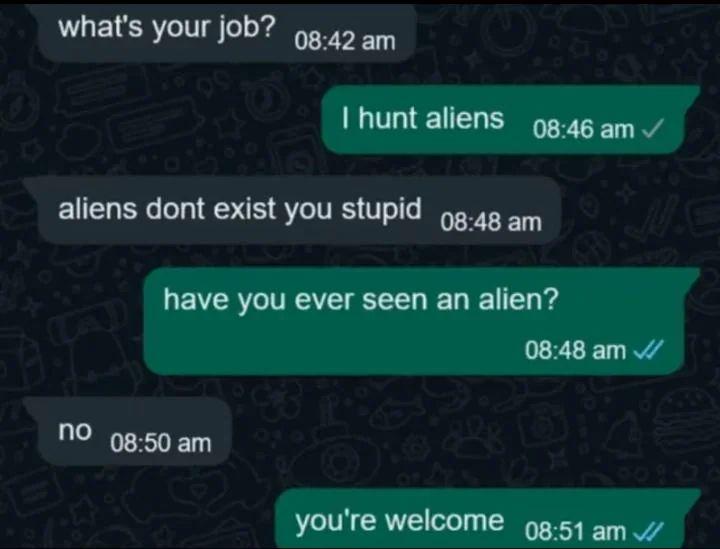 what's your job? 08:42 am
I hunt aliens 08:46 am
aliens dont exist you stupid 08:48 am
have you ever seen an alien?
08:48 am
no 08:50 am
you're welcome 08:51 am